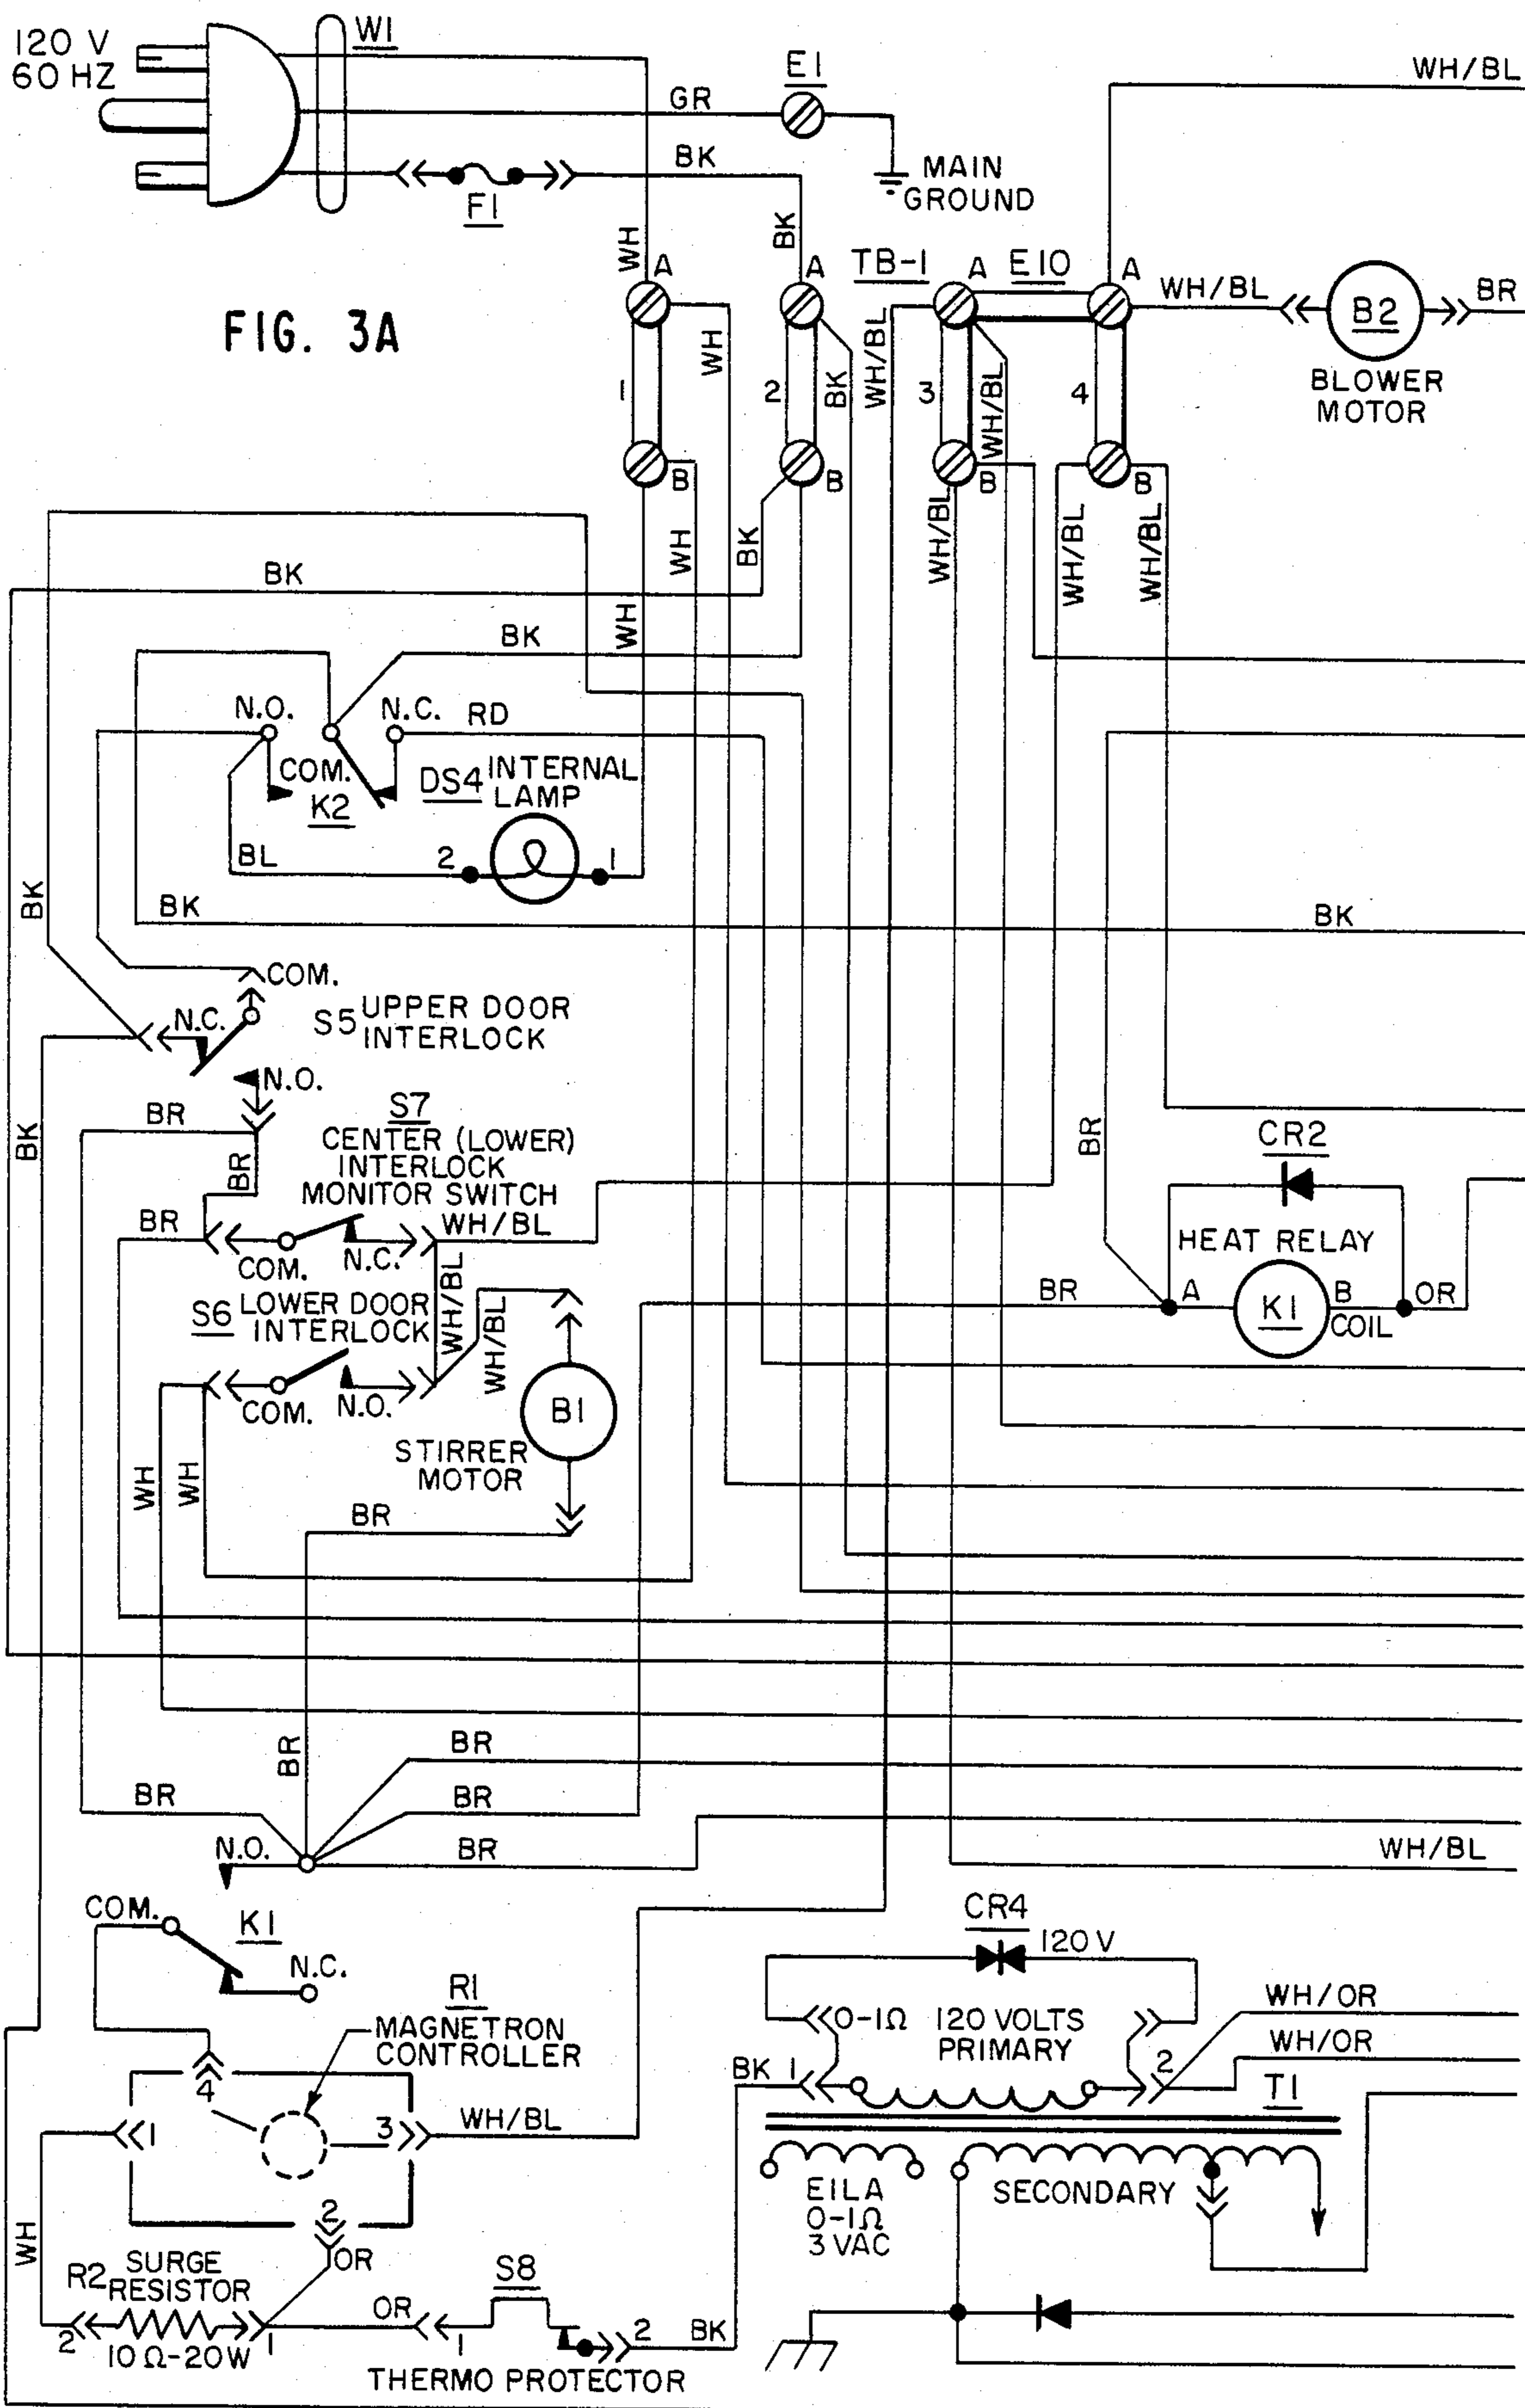 120 V
60 HZ
W1
E1
GR
WH/BL
BK
F1
MAIN
GROUND
WH
BK
A
A
TB-1
A
E10
A
WH/BL
B2
BR
FIG. 3A
WH
BK
WH/BL
WH/BL
1
2
3
4
BLOWER
MOTOR
B
B
B
B
WH
BK
WH/BL
WH/BL
WH/BL
BK
WH
BK
N.O.
N.C.
RD
COM.
K2
DS4
INTERNAL
LAMP
BL
2
1
BK
BK
BK
COM.
N.C.
S5
UPPER DOOR
INTERLOCK
N.O.
BR
S7
CENTER (LOWER)
INTERLOCK
MONITOR SWITCH
BK
BR
BR
CR2
BR
WH/BL
COM.
N.C.
WH/BL
HEAT RELAY
S6
LOWER DOOR
INTERLOCK
WH/BL
BR
A
K1
B
COIL
OR
COM.
N.O.
B1
STIRRER
MOTOR
WH
WH
BR
BR
BR
BR
BR
N.O.
BR
WH/BL
COM.
K1
N.C.
CR4
120 V
R1
MAGNETRON
CONTROLLER
0-1Ω
120 VOLTS
PRIMARY
WH/OR
WH/OR
BK
1
2
T1
4
1
3
WH/BL
2
EILA
0-1Ω
3 VAC
SECONDARY
WH
OR
R2
SURGE
RESISTOR
S8
OR
2
1
1
2
BK
10Ω-20W
THERMO PROTECTOR